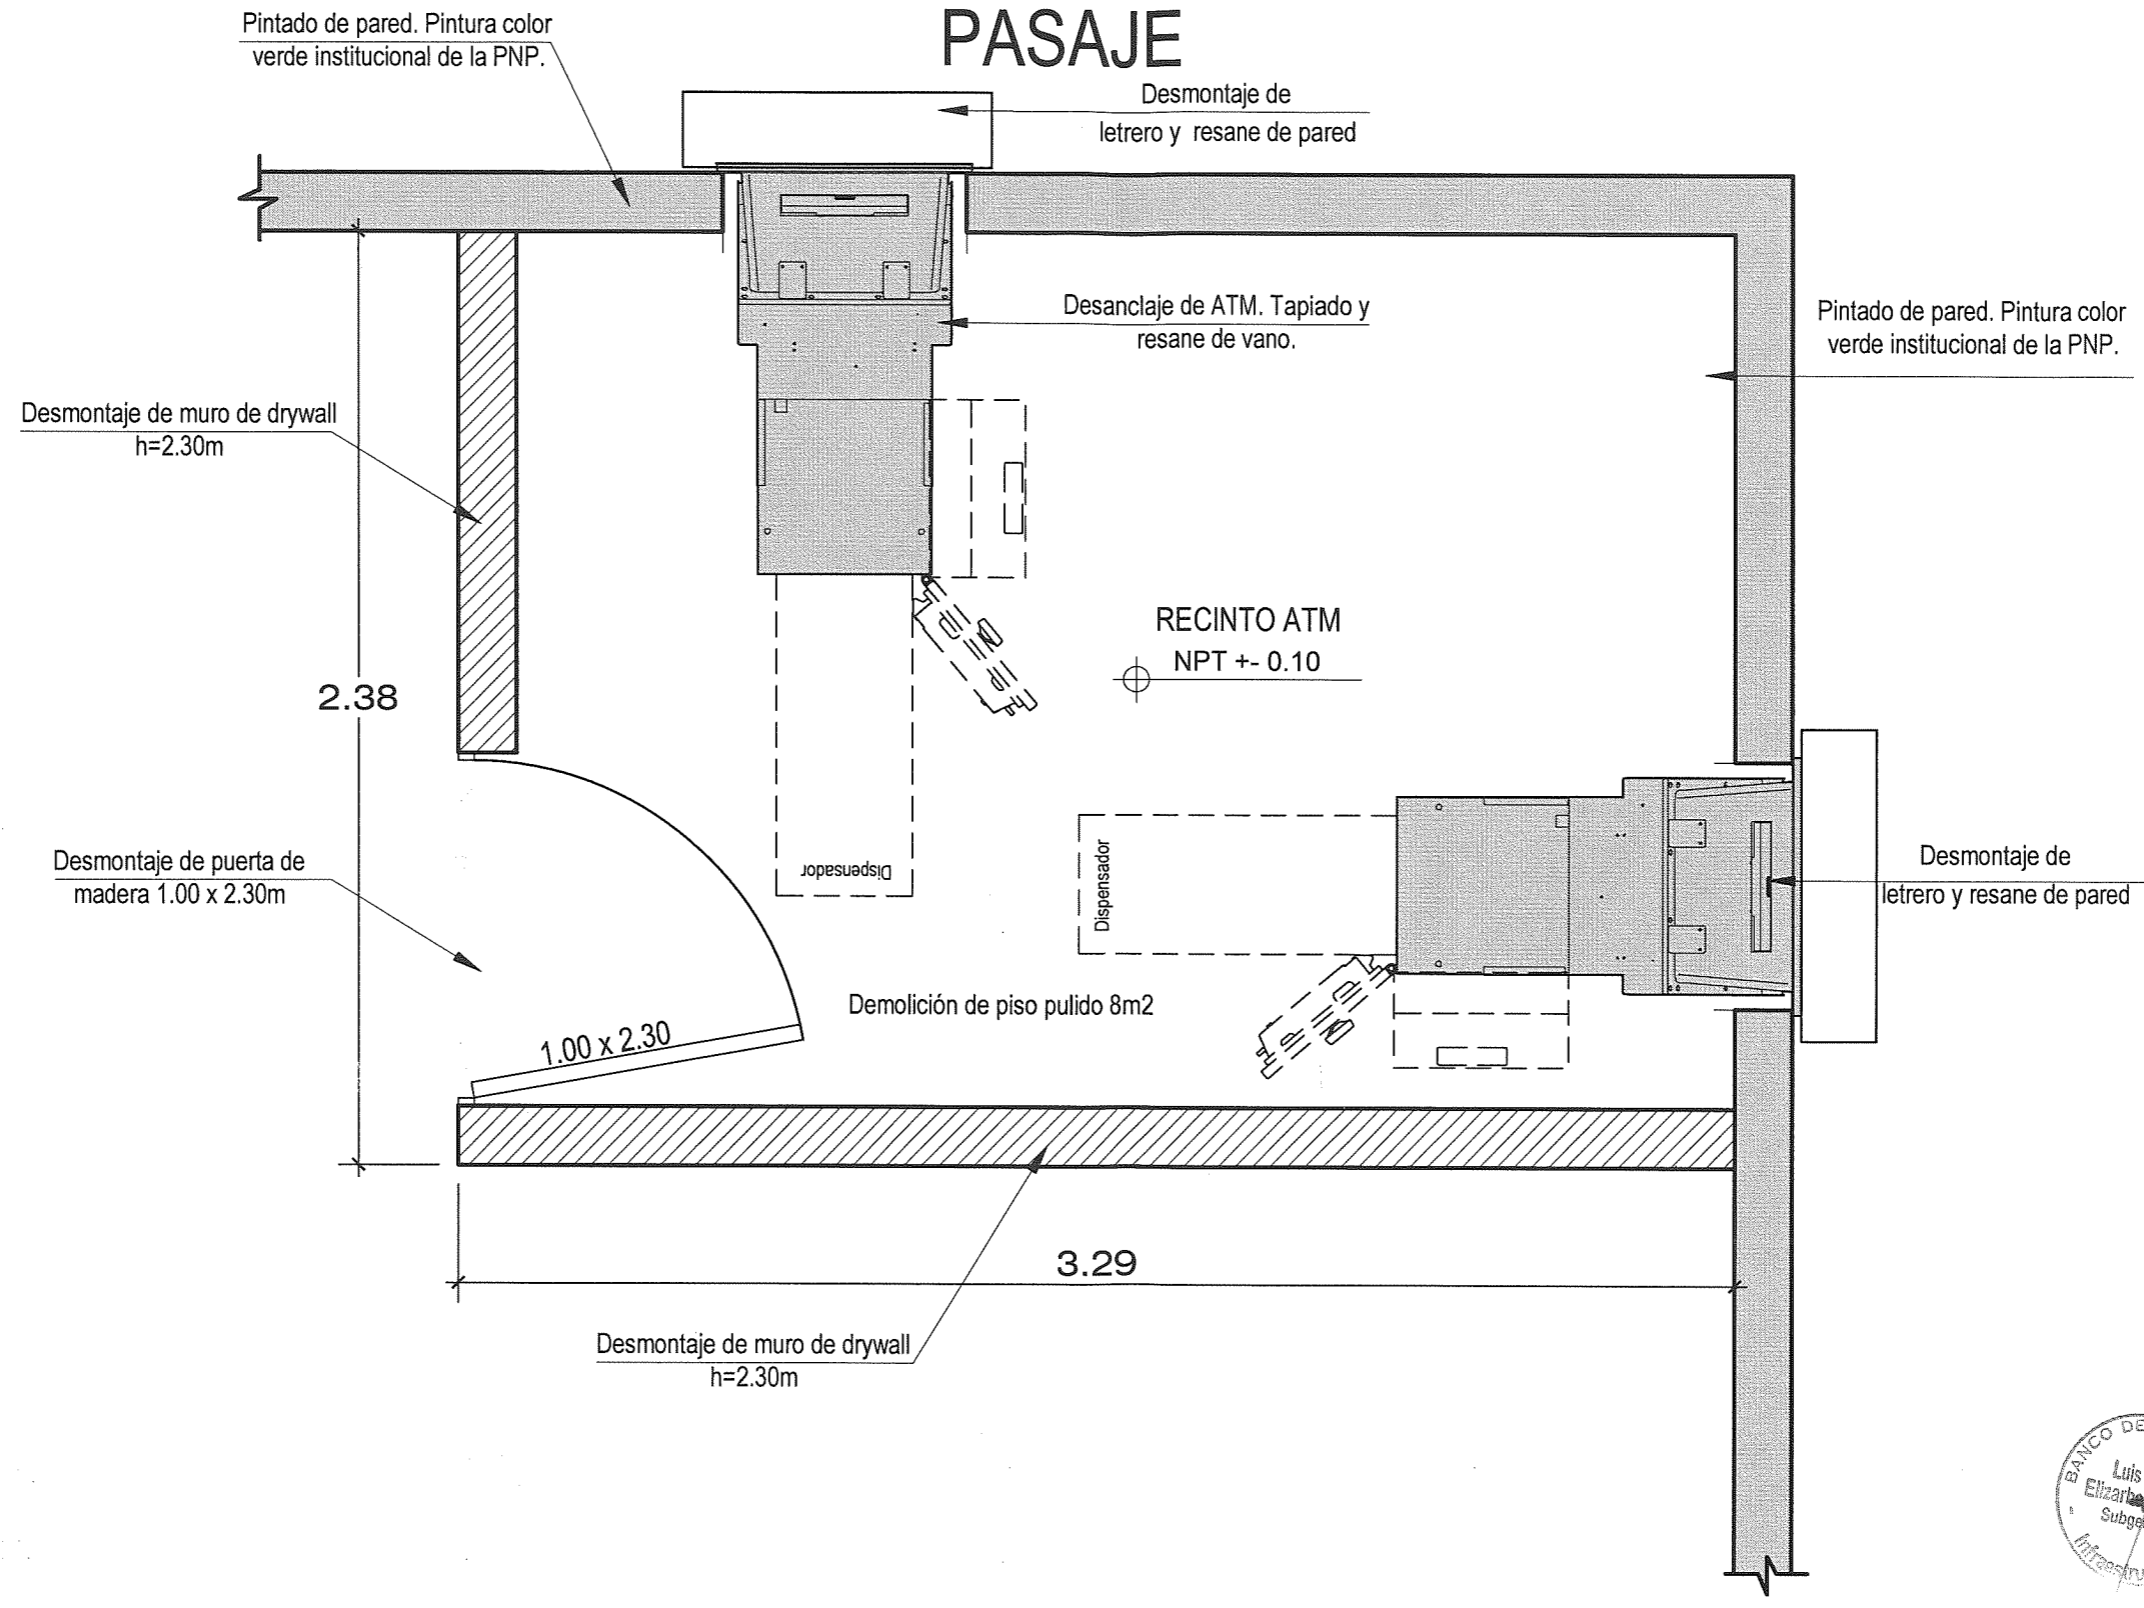 PASAJE
Pintado de pared. Pintura color
verde institucional de la PNP.
Desmontaje de
letrero y resane de pared
Desanclaje de ATM. Tapiado y
resane de vano.
Pintado de pared. Pintura color
verde institucional de la PNP.
Desmontaje de muro de drywall
h=2.30m
RECINTO ATM
NPT +- 0.10
2.38
Desmontaje de puerta de
madera 1.00 x 2.30m
Dispensador
Dispensador
Desmontaje de
letrero y resane de pared
Demolición de piso pulido 8m2
1.00 x 2.30
3.29
Desmontaje de muro de drywall
h=2.30m
BANCO DE
Luis